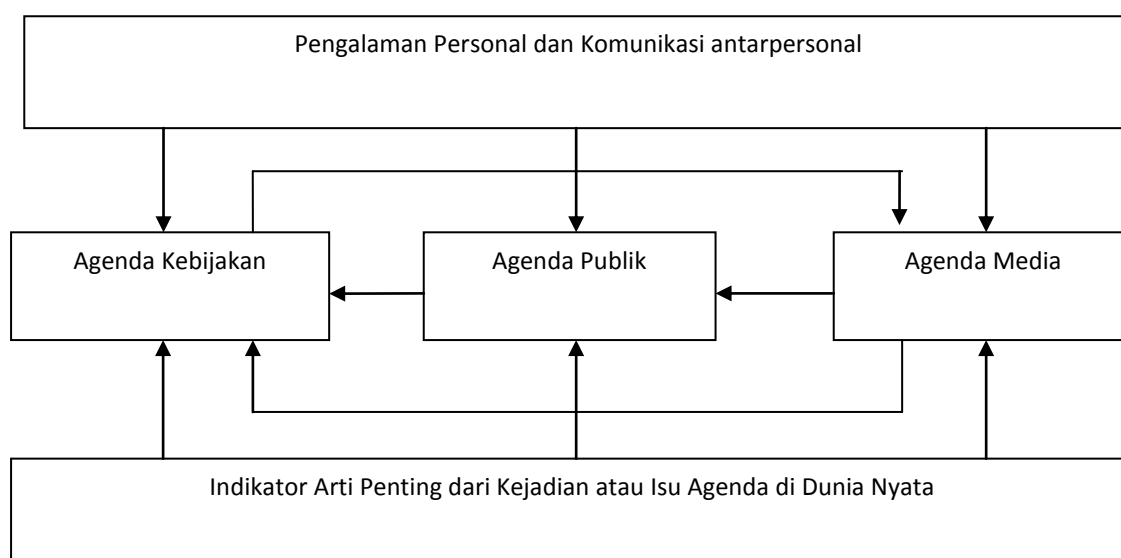 Pengalaman Personal dan Komunikasi antarpersonal
Agenda Kebijakan
Agenda Publik
Agenda Media
Indikator Arti Penting dari Kejadian atau Isu Agenda di Dunia Nyata